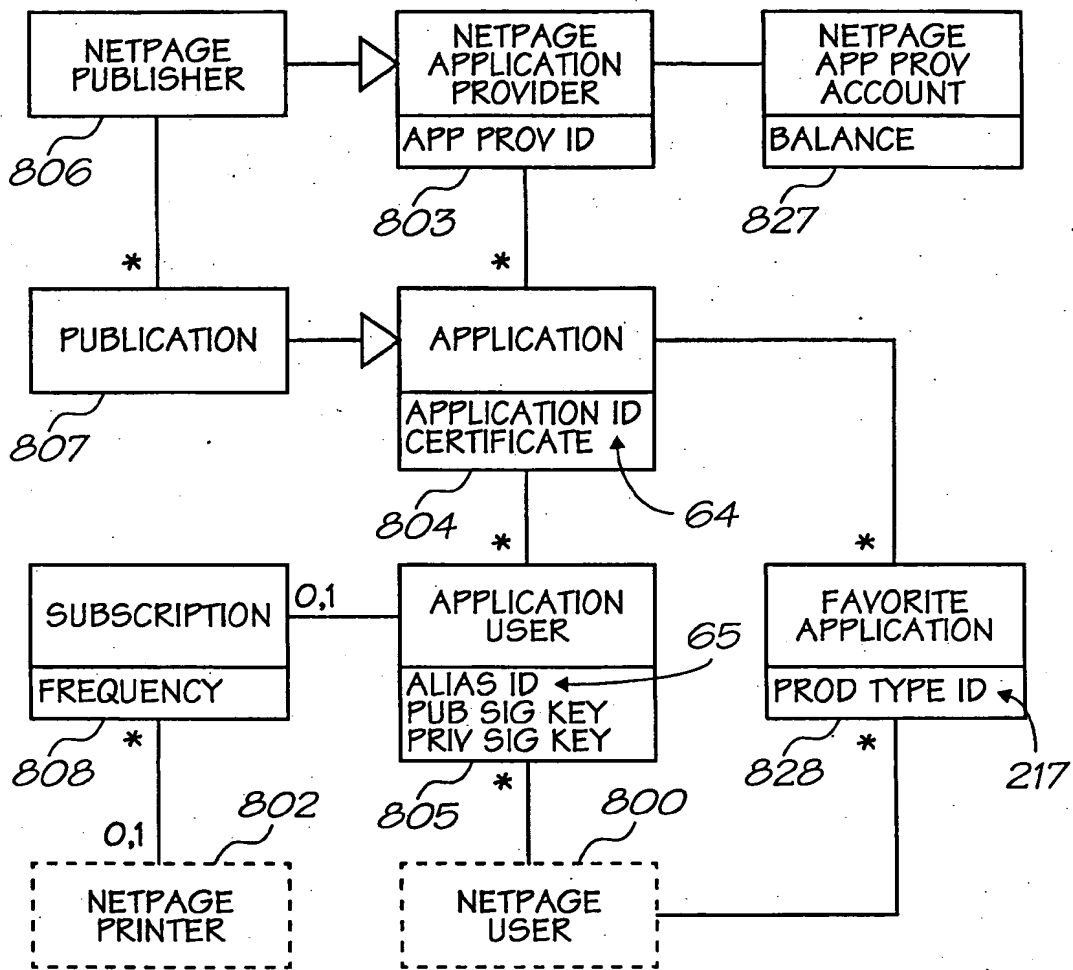 NETPAGE
PUBLISHER
806
NETPAGE
APPLICATION
PROVIDER
APP PROV ID
803
NETPAGE
APP PROV
ACCOUNT
BALANCE
827
*
*
PUBLICATION
807
APPLICATION
APPLICATION ID
CERTIFICATE
804
64
*
*
SUBSCRIPTION
FREQUENCY
808
0,1
APPLICATION
USER
ALIAS ID
PUB SIG KEY
PRIV SIG KEY
805
65
FAVORITE
APPLICATION
PROD TYPE ID
828
217
*
*
*
0,1
802
800
NETPAGE
PRINTER
NETPAGE
USER